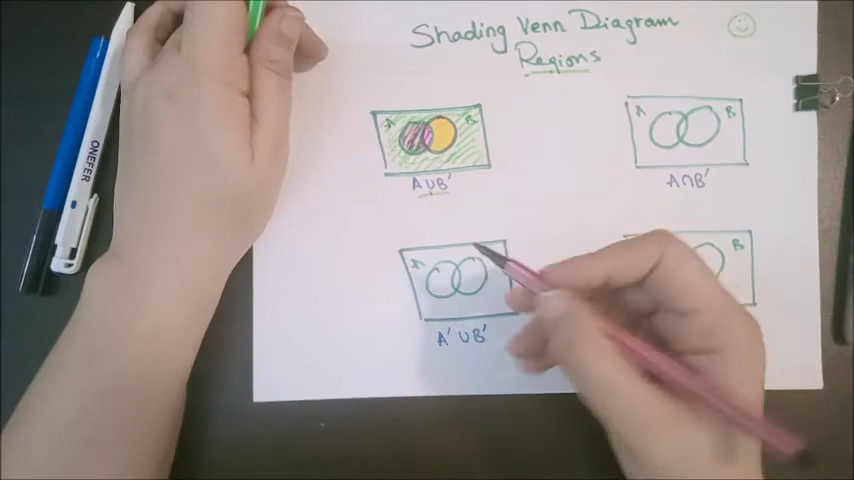 Shading Venn Diagram
Regions
A B
A∪B'
A B
A∩B'
A
A'∪B'
B
ONEFER